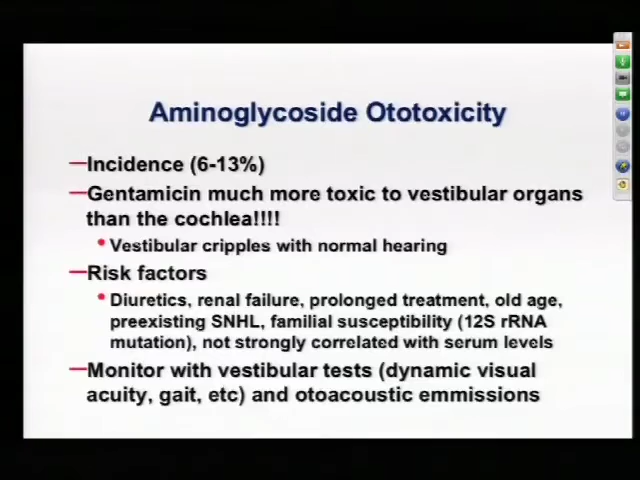 Aminoglycoside Ototoxicity
—Incidence (6-13%)
—Gentamicin much more toxic to vestibular organs
than the cochlea!!!!
• Vestibular cripples with normal hearing
—Risk factors
• Diuretics, renal failure, prolonged treatment, old age,
preexisting SNHL, familial susceptibility (12S rRNA
mutation), not strongly correlated with serum levels
—Monitor with vestibular tests (dynamic visual
acuity, gait, etc) and otoacoustic emmissions